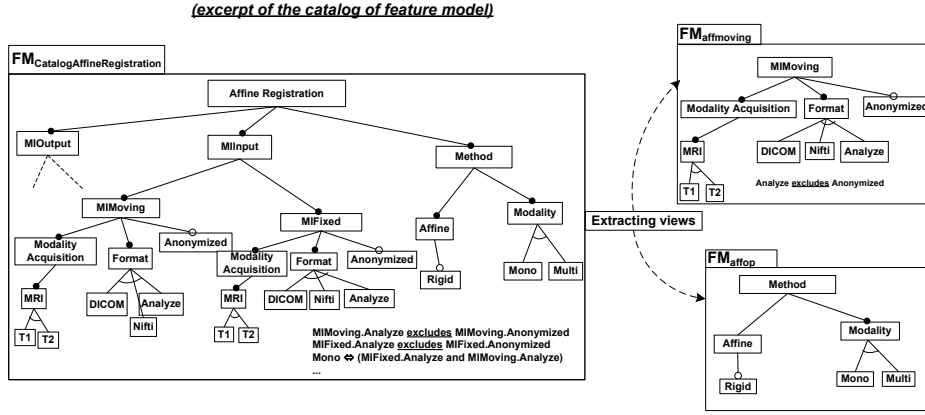 (excerpt of the catalog of feature model)
FMCatalogAffineRegistration
Affine Registration
MIOutput
MIInput
Method
MIMoving
MIFixed
Affine
Modality
Modality
Acquisition
Format
Anonymized
Modality
Acquisition
Format
Anonymized
Rigid
Mono
Multi
MRI
DICOM
Nifti
Analyze
MRI
DICOM
Nifti
Analyze
T1
T2
T1
T2
MIMoving.Analyze excludes MIMoving.Anonymized
MIFixed.Analyze excludes MIFixed.Anonymized
Mono ⇔ (MIFixed.Analyze and MIMoving.Analyze)
...
Extracting views
FMaffmoving
MIMoving
Modality Acquisition
Format
Anonymized
MRI
DICOM
Nifti
Analyze
T1
T2
Analyze excludes Anonymized
FMaffop
Method
Affine
Modality
Rigid
Mono
Multi